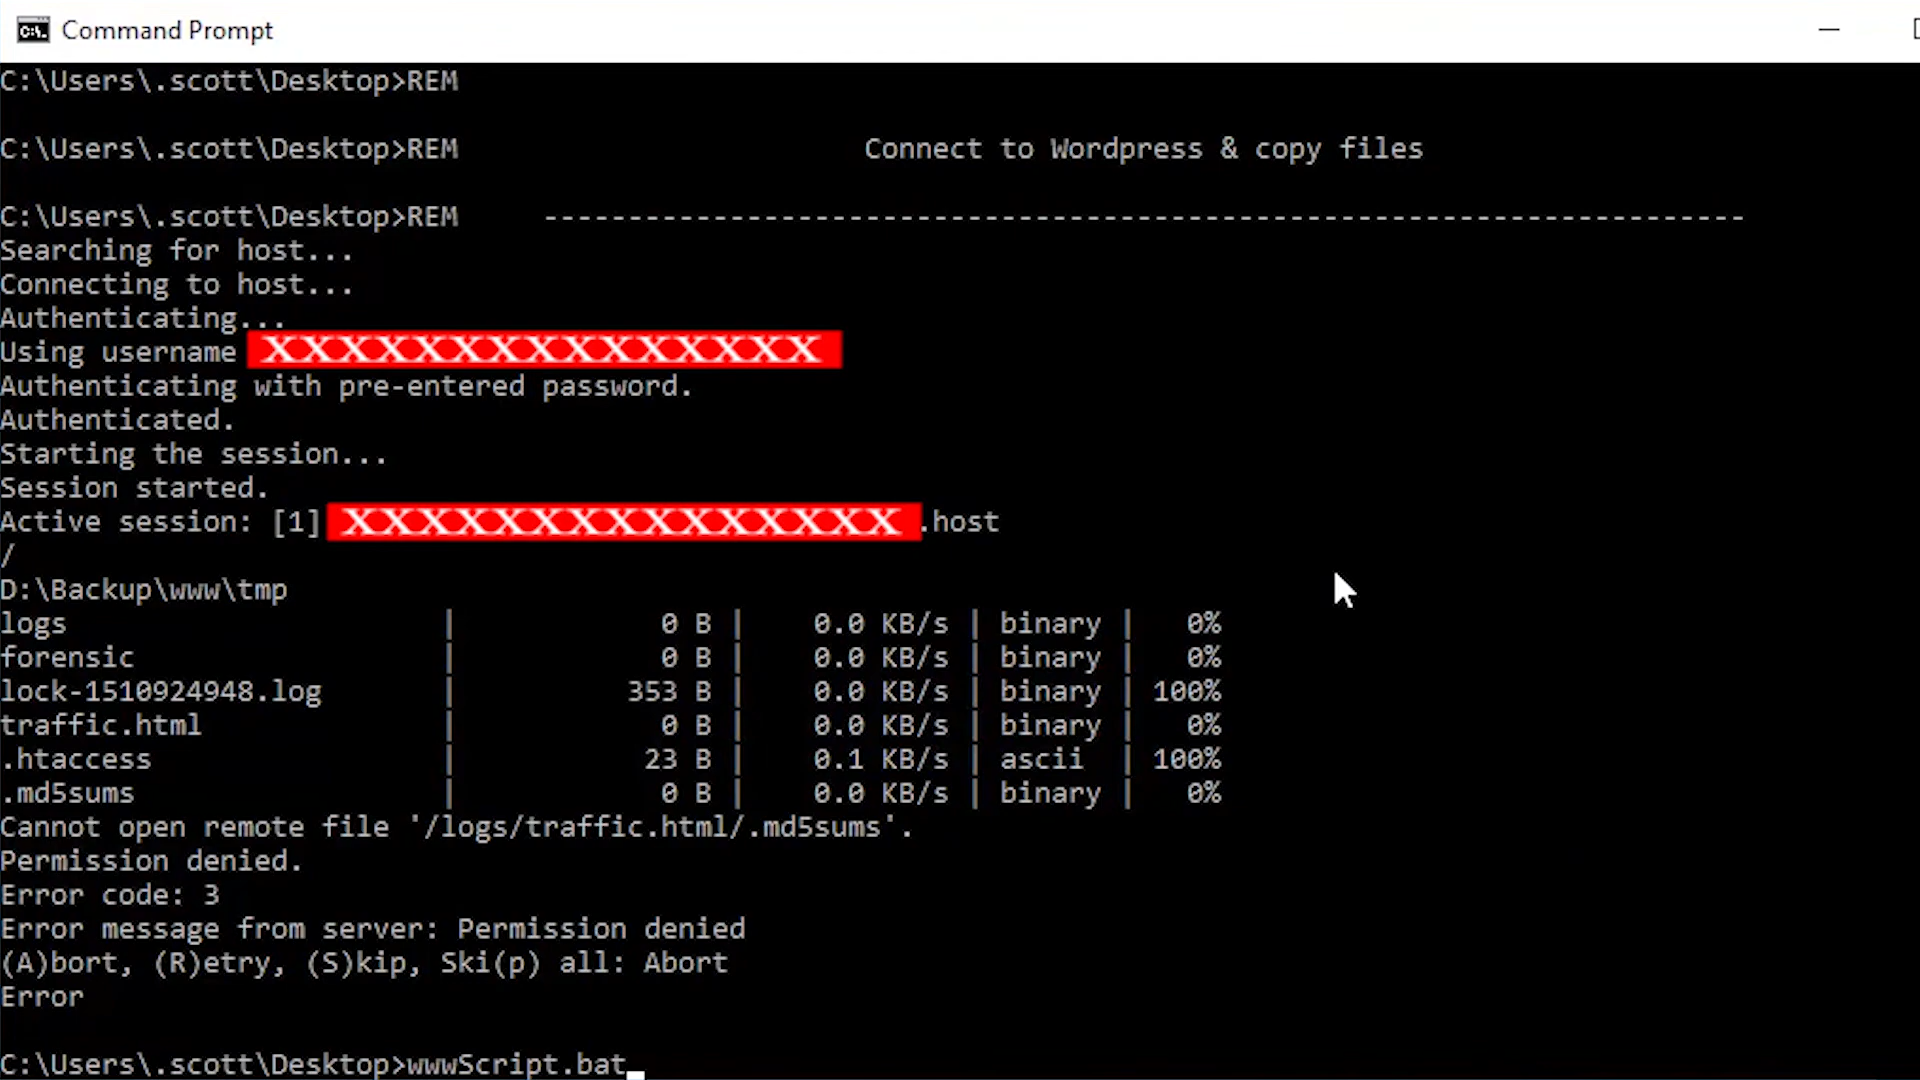 Command Prompt
C:\Users\.scott\Desktop>REM
C:\Users\.scott\Desktop>REM                        Connect to Wordpress & copy files
C:\Users\.scott\Desktop>REM     -----------------------------------------------------------------------
Searching for host...
Connecting to host...
Authenticating...
Using username XXXXXXXXXXXXXXX
Authenticating with pre-entered password.
Authenticated.
Starting the session...
Session started.
Active session: [1] XXXXXXXXXXXXXXX.host
/
D:\Backup\www\tmp
logs                      |            0 B |    0.0 KB/s | binary |   0%
forensic                  |            0 B |    0.0 KB/s | binary |   0%
lock-1510924948.log       |          353 B |    0.0 KB/s | binary | 100%
traffic.html              |            0 B |    0.0 KB/s | binary |   0%
.htaccess                 |           23 B |    0.1 KB/s | ascii  | 100%
.md5sums                  |            0 B |    0.0 KB/s | binary |   0%
Cannot open remote file '/logs/traffic.html/.md5sums'.
Permission denied.
Error code: 3
Error message from server: Permission denied
(A)bort, (R)etry, (S)kip, Ski(p) all: Abort
Error
C:\Users\.scott\Desktop>wwwScript.bat